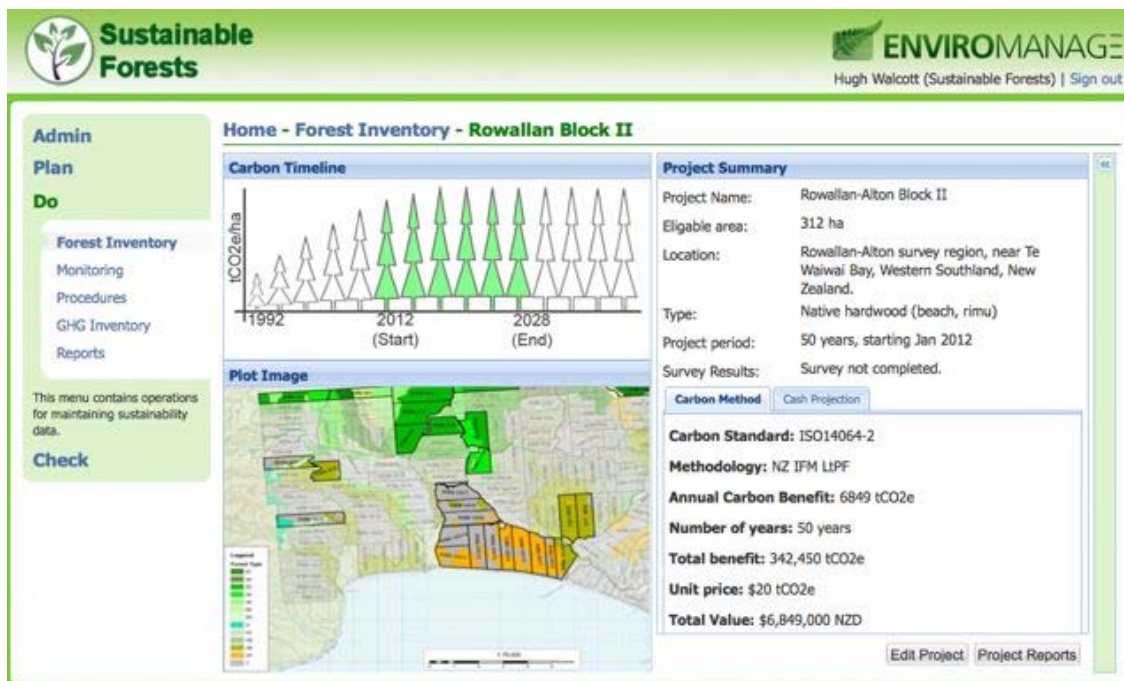 Sustainable
Forests
ENVIROMANAGE
Hugh Walcott (Sustainable Forests) | Sign out
Admin
Plan
Do
Forest Inventory
Monitoring
Procedures
GHG Inventory
Reports
This menu contains operations
for maintaining sustainability
data.
Check
Home - Forest Inventory - Rowallan Block II
Carbon Timeline
tCO2e/ha
1992
2012
(Start)
2028
(End)
Plot Image
Legend
Forest Type
Project Summary
Project Name: Rowallan-Alton Block II
Eligable area: 312 ha
Location: Rowallan-Alton survey region, near Te
Waiwai Bay, Western Southland, New
Zealand.
Type: Native hardwood (beach, rimu)
Project period: 50 years, starting Jan 2012
Survey Results: Survey not completed.
Carbon Method Cash Projection
Carbon Standard: ISO14064-2
Methodology: NZ IFM LtPF
Annual Carbon Benefit: 6849 tCO2e
Number of years: 50 years
Total benefit: 342,450 tCO2e
Unit price: $20 tCO2e
Total Value: $6,849,000 NZD
Edit Project Project Reports